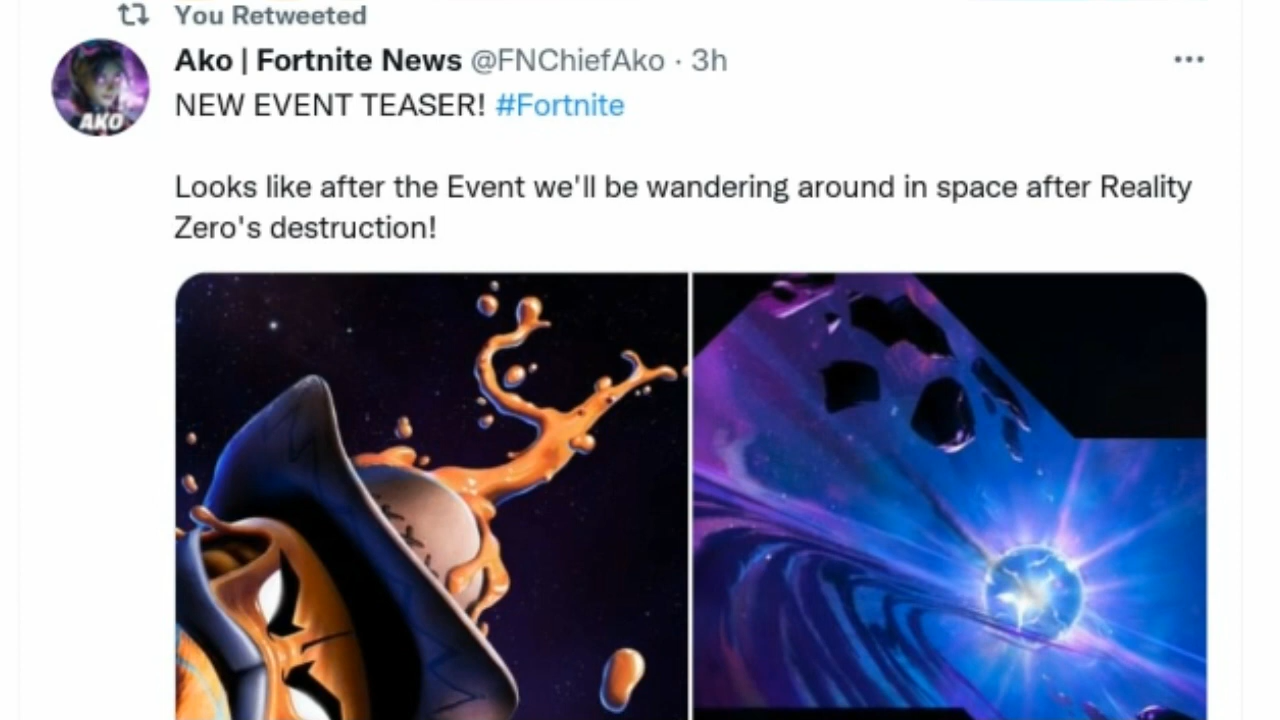 You Retweeted
Ako | Fortnite News @FNChiefAko · 3h
NEW EVENT TEASER! #Fortnite
Looks like after the Event we'll be wandering around in space after Reality
Zero's destruction!
AKO